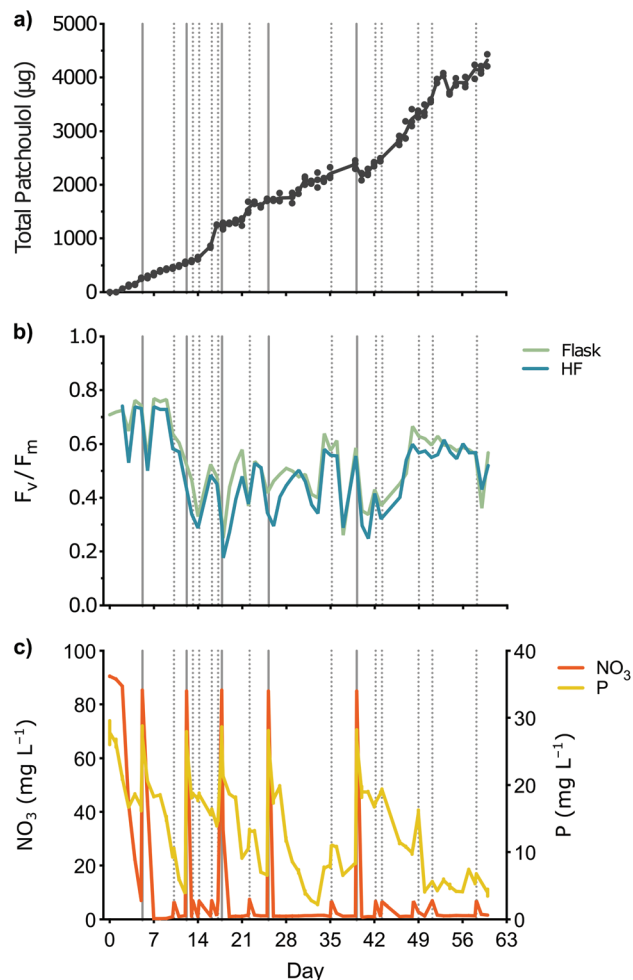 a)
5000
4000
3000
2000
1000
0
Total Patchoulol (µg)
b)
1.0
0.8
0.6
0.4
0.2
0.0
Fv/Fm
Flask
HF
c)
100
80
60
40
20
0
NO3 (mg L−1)
40
30
20
10
0
P (mg L−1)
NO3
P
0 7 14 21 28 35 42 49 56 63
Day